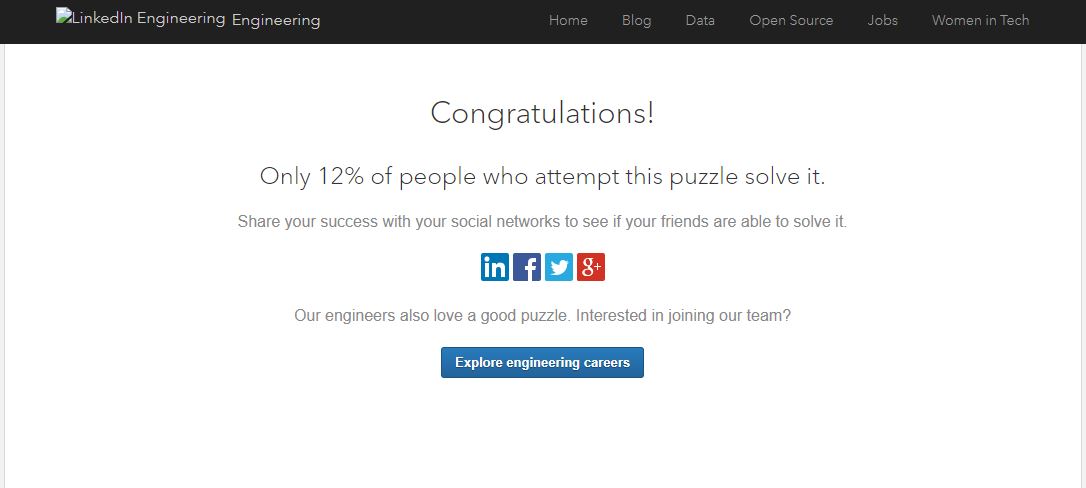 LinkedIn Engineering Engineering Home Blog Data Open Source Jobs Women in Tech
Congratulations!
Only 12% of people who attempt this puzzle solve it.
Share your success with your social networks to see if your friends are able to solve it.
in f g+
Our engineers also love a good puzzle. Interested in joining our team?
Explore engineering careers